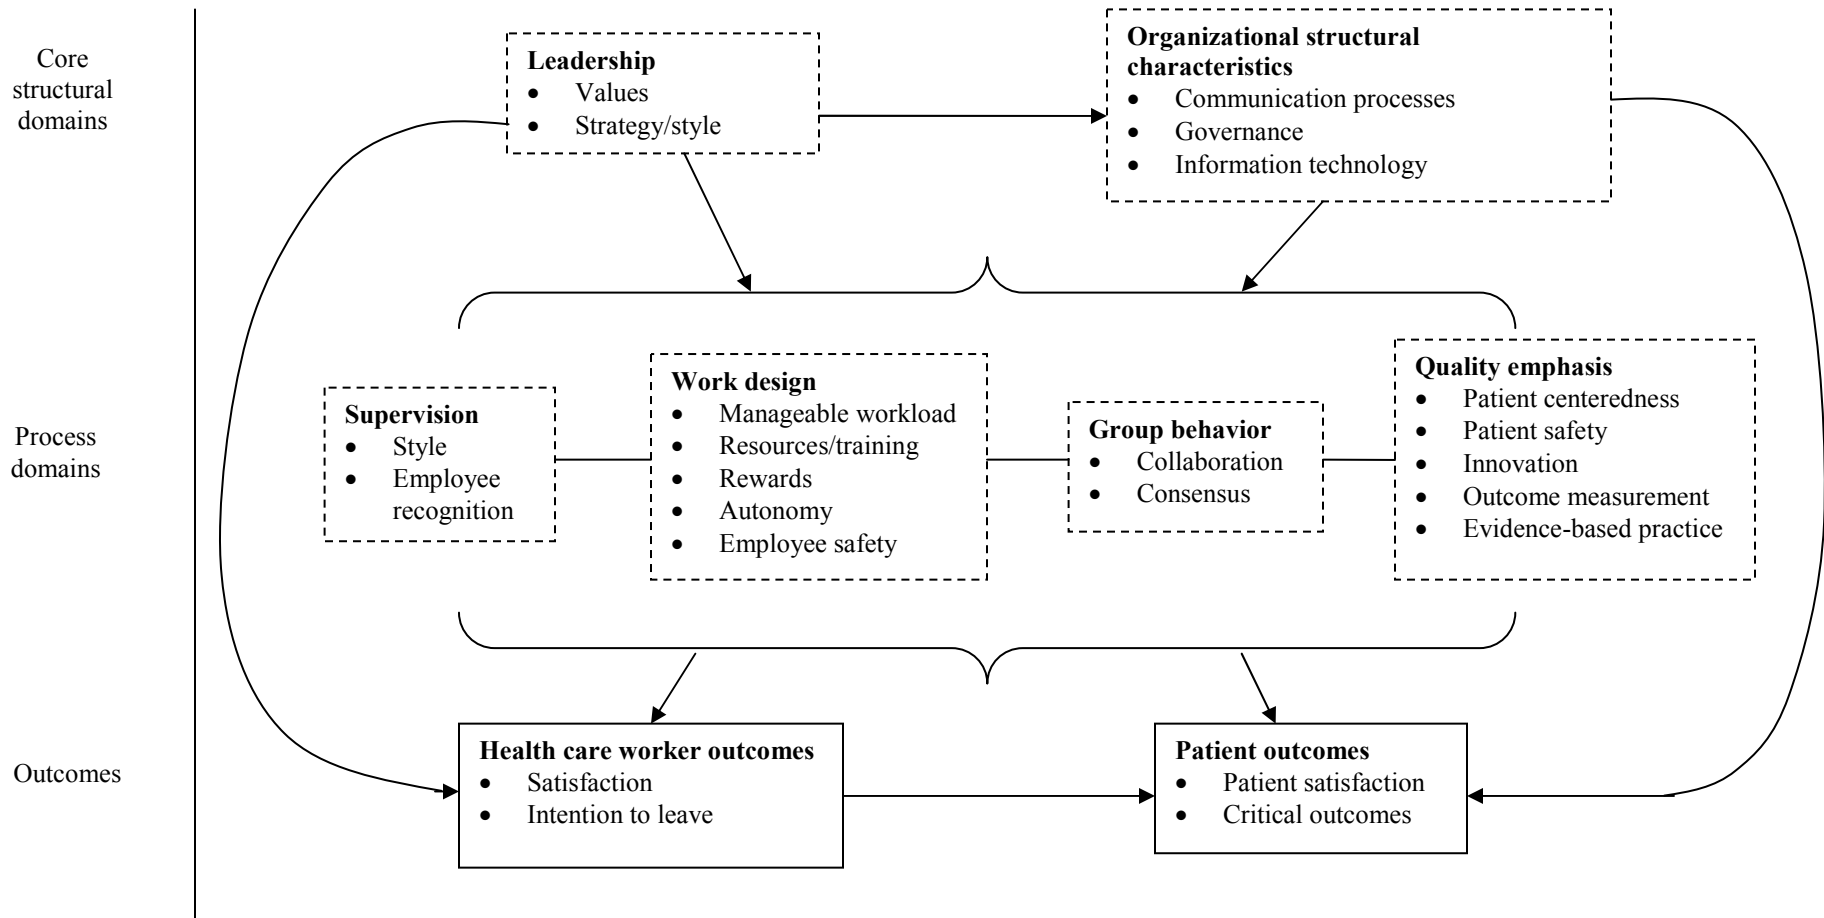 Core
structural
domains
Leadership
• Values
• Strategy/style
Organizational structural
characteristics
• Communication processes
• Governance
• Information technology
Process
domains
Supervision
• Style
• Employee
recognition
Work design
• Manageable workload
• Resources/training
• Rewards
• Autonomy
• Employee safety
Group behavior
• Collaboration
• Consensus
Quality emphasis
• Patient centeredness
• Patient safety
• Innovation
• Outcome measurement
• Evidence-based practice
Outcomes
Health care worker outcomes
• Satisfaction
• Intention to leave
Patient outcomes
• Patient satisfaction
• Critical outcomes